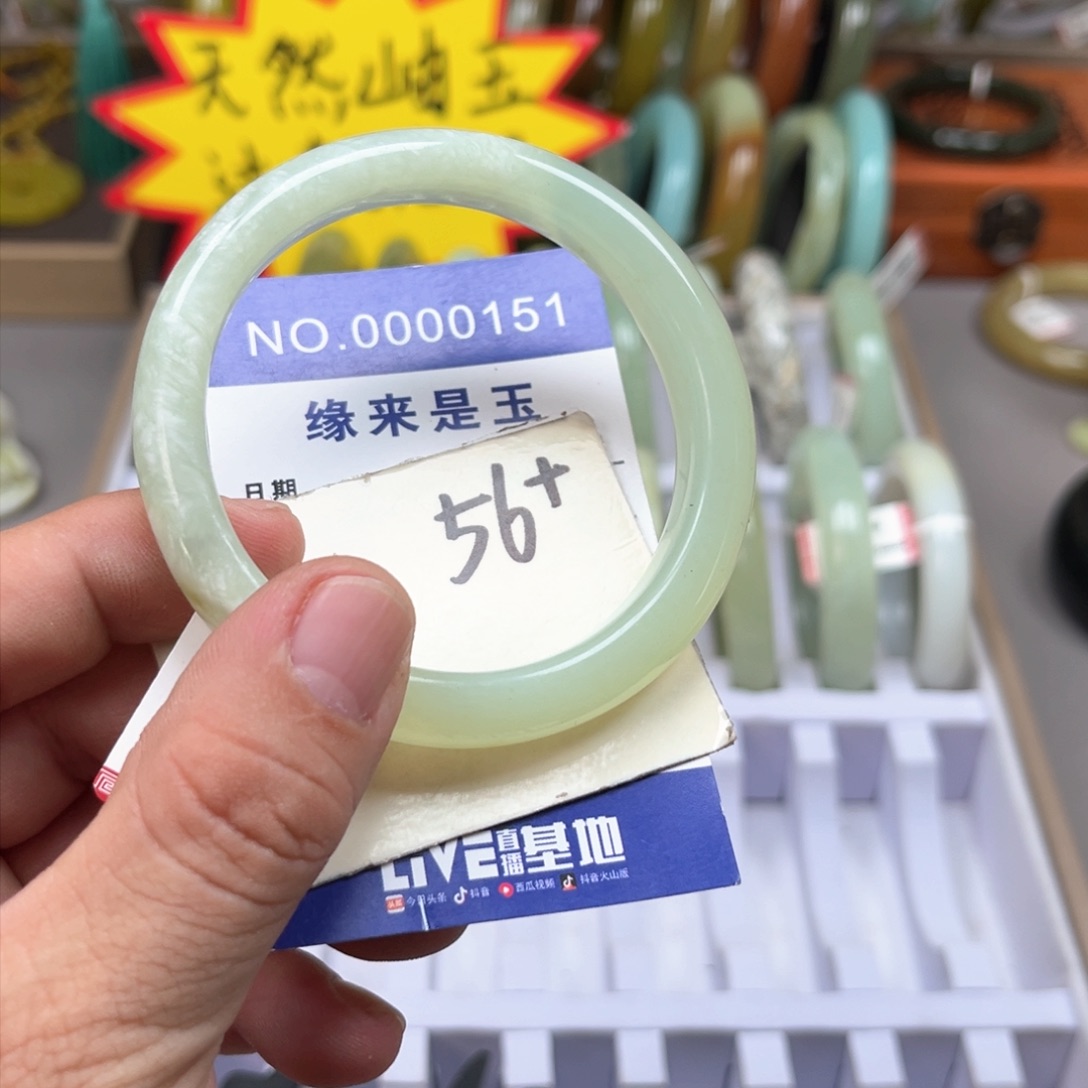 天然岫玉
NO.0000151
缘来是玉
日期
56+
LIVE直播基地
今日头条 抖音 西瓜视频 抖音火山版